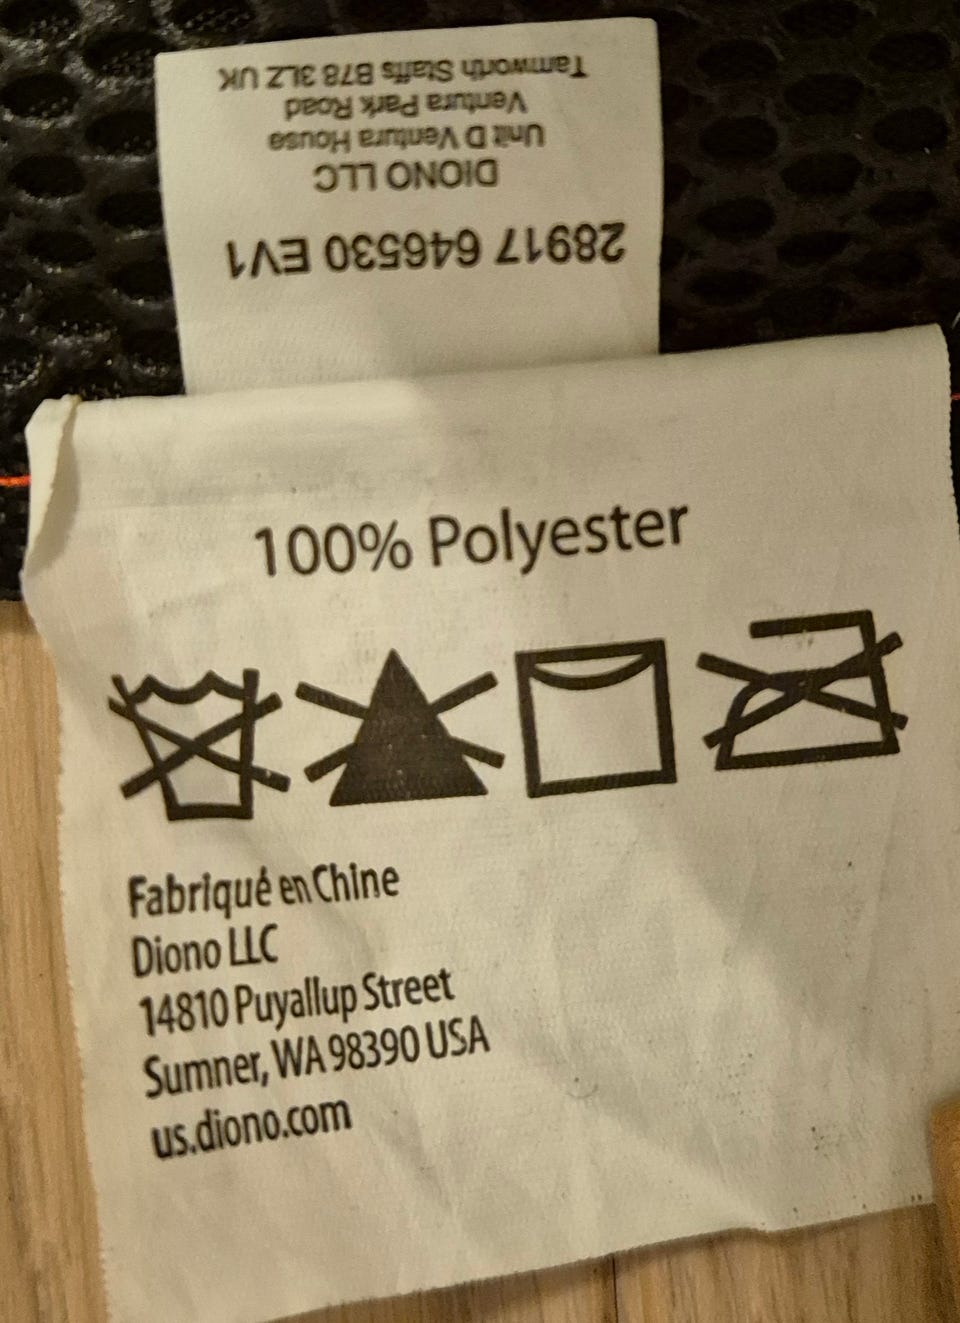 Tamworth Staffs B78 3LZ UK
Ventura Park Road
Unit D Ventura House
DIONO LLC
28917 646530 EV1
100% Polyester
Fabriqué en Chine
Diono LLC
14810 Puyallup Street
Sumner, WA 98390 USA
us.diono.com